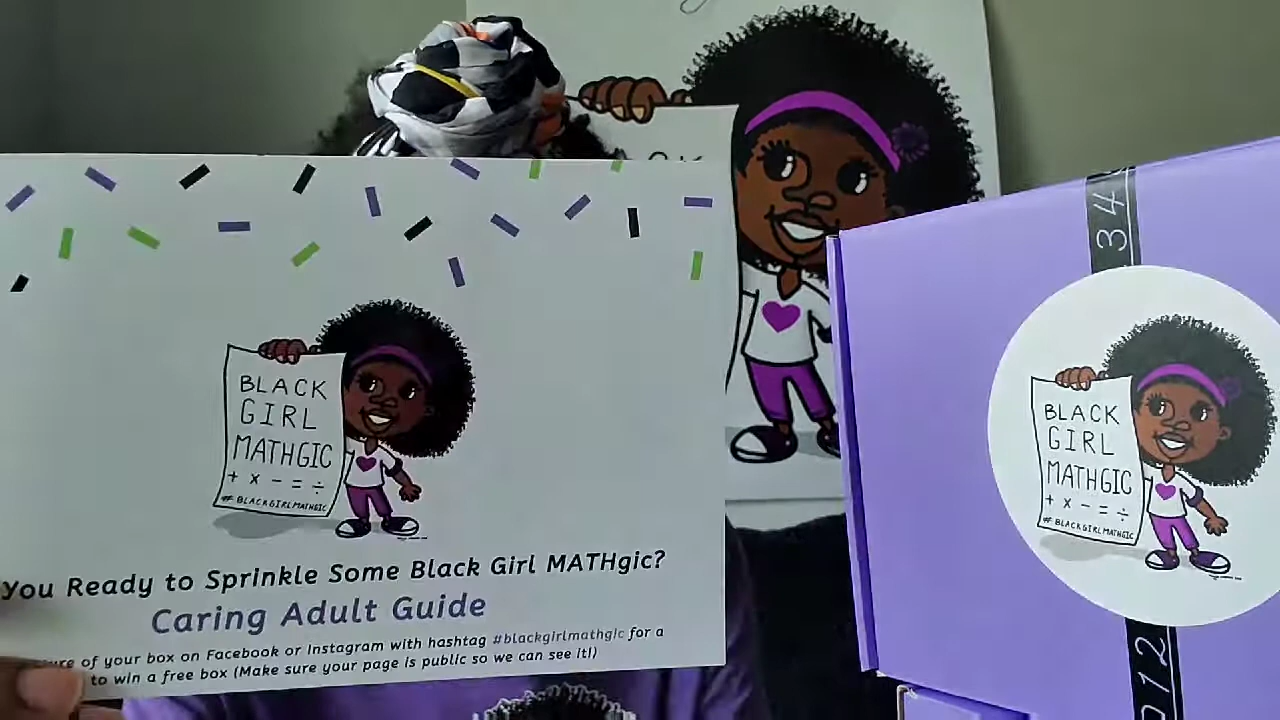 BLACK
GIRL
MATHGIC
+ × - = ÷
#BLACKGIRLMATHGIC
you Ready to Sprinkle Some Black Girl MATHgic?
Caring Adult Guide
of your box on Facebook or Instagram with hashtag #blackgirlmathgic for a
to win a free box (Make sure your page is public so we can see it!)
34
BLACK
GIRL
MATHGIC
+ × - = ÷
#BLACKGIRLMATHGIC
012